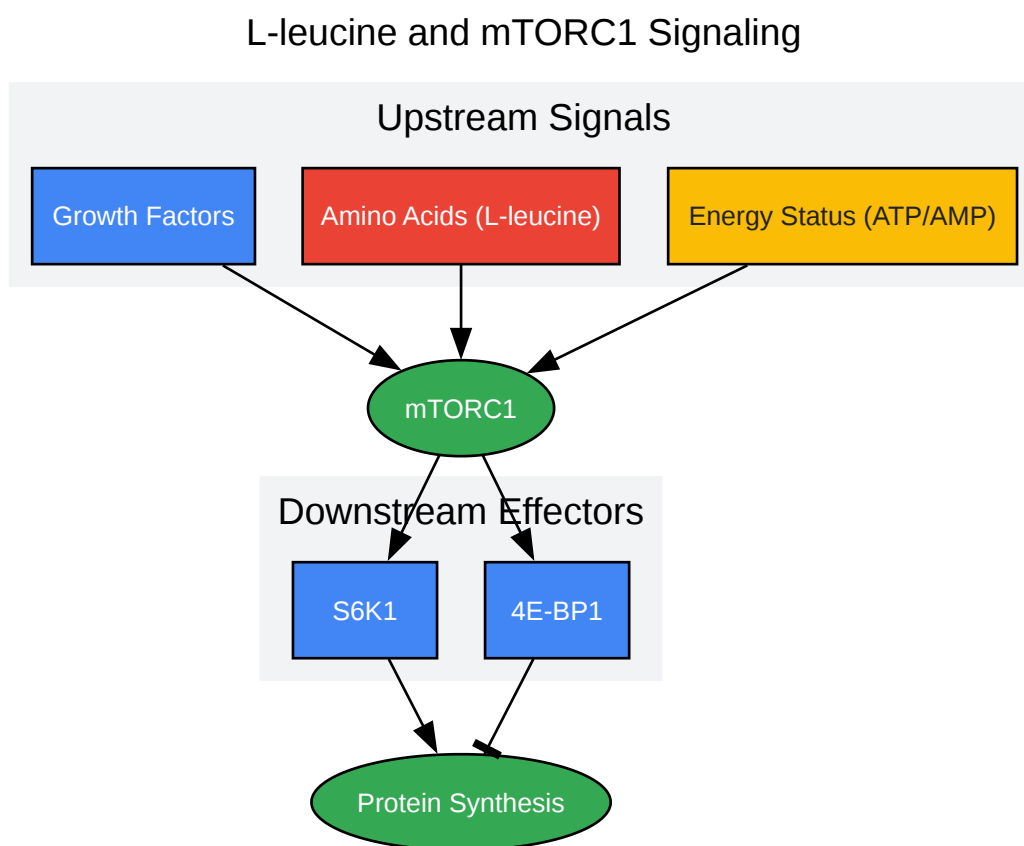 L-leucine and mTORC1 Signaling
Upstream Signals
Growth Factors
Amino Acids (L-leucine)
Energy Status (ATP/AMP)
mTORC1
Downstream Effectors
S6K1
4E-BP1
Protein Synthesis